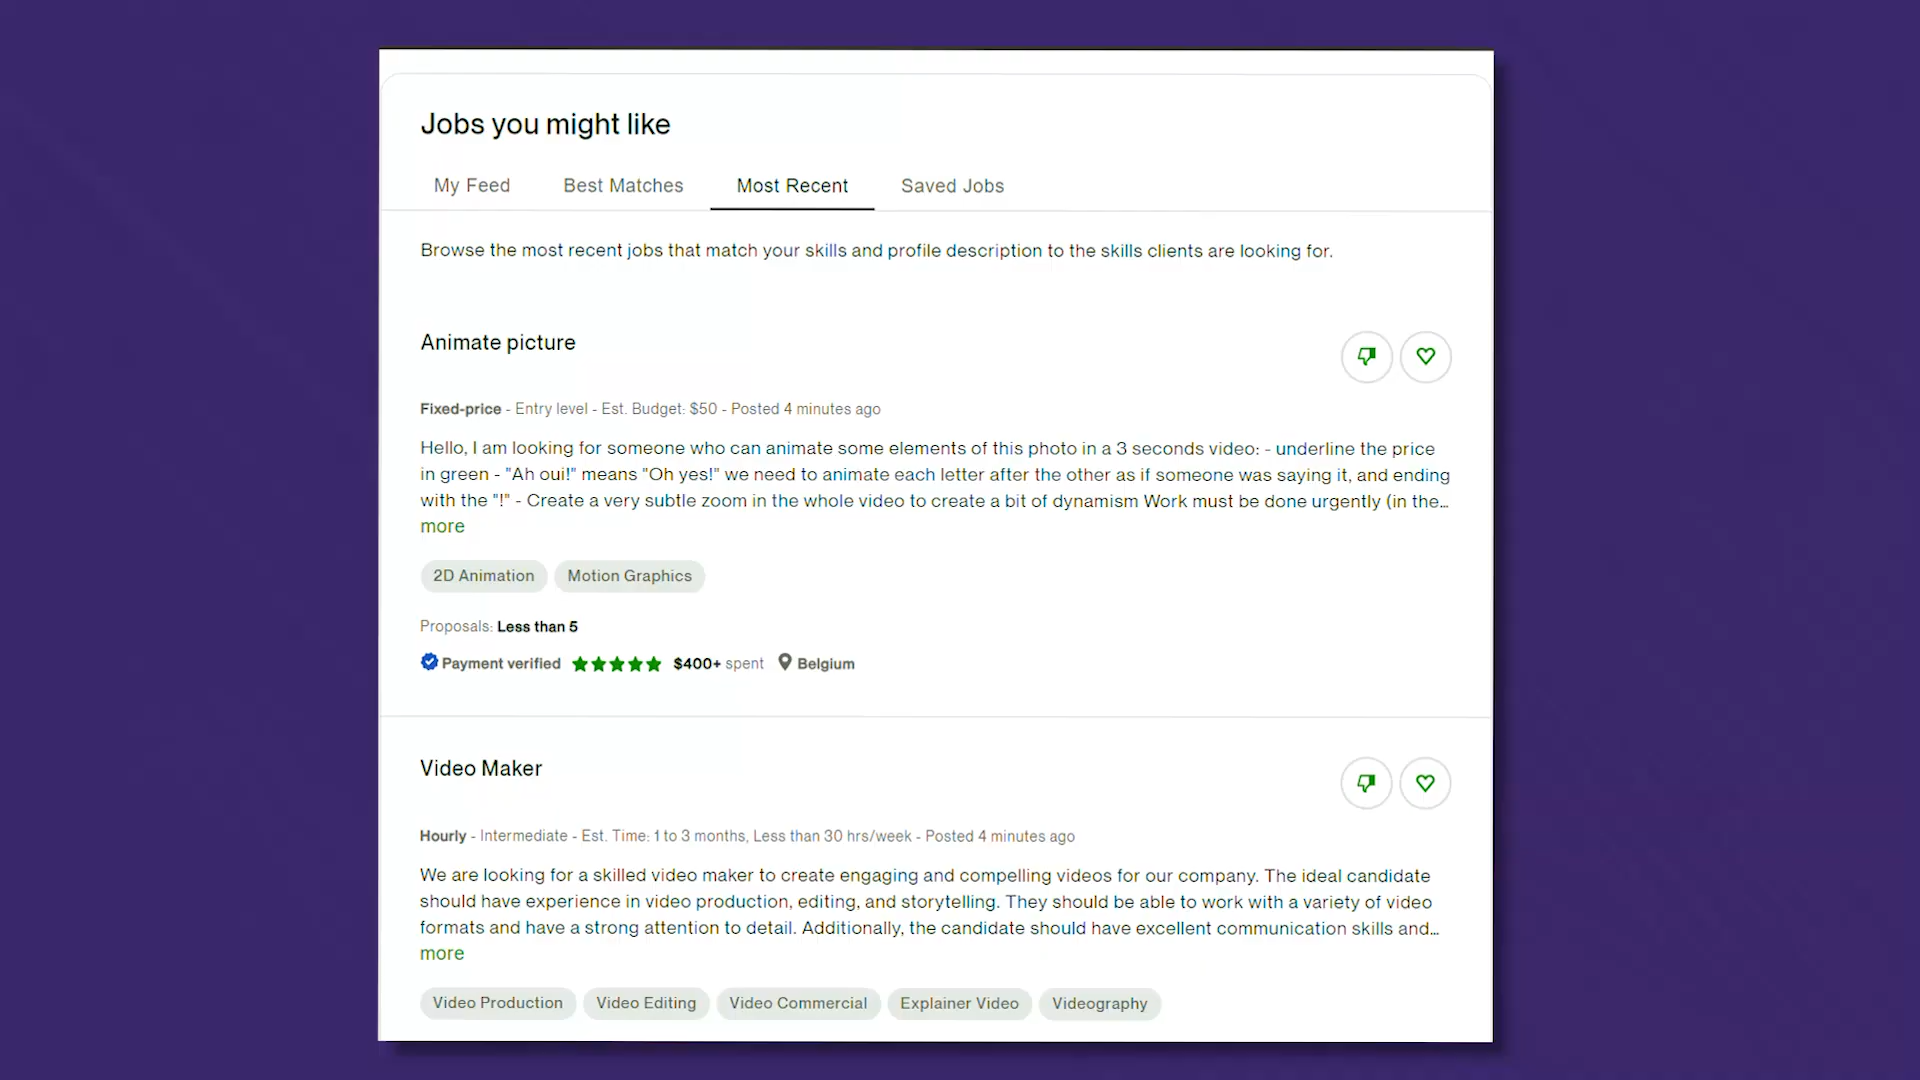 Jobs you might like
My Feed Best Matches Most Recent Saved Jobs
Browse the most recent jobs that match your skills and profile description to the skills clients are looking for.
Animate picture
Fixed-price - Entry level - Est. Budget: $50 - Posted 4 minutes ago
Hello, I am looking for someone who can animate some elements of this photo in a 3 seconds video: - underline the price
in green - "Ah oui!" means "Oh yes!" we need to animate each letter after the other as if someone was saying it, and ending
with the "!" - Create a very subtle zoom in the whole video to create a bit of dynamism Work must be done urgently (in the...
more
2D Animation Motion Graphics
Proposals: Less than 5
Payment verified $400+ spent Belgium
Video Maker
Hourly - Intermediate - Est. Time: 1 to 3 months, Less than 30 hrs/week - Posted 4 minutes ago
We are looking for a skilled video maker to create engaging and compelling videos for our company. The ideal candidate
should have experience in video production, editing, and storytelling. They should be able to work with a variety of video
formats and have a strong attention to detail. Additionally, the candidate should have excellent communication skills and...
more
Video Production Video Editing Video Commercial Explainer Video Videography